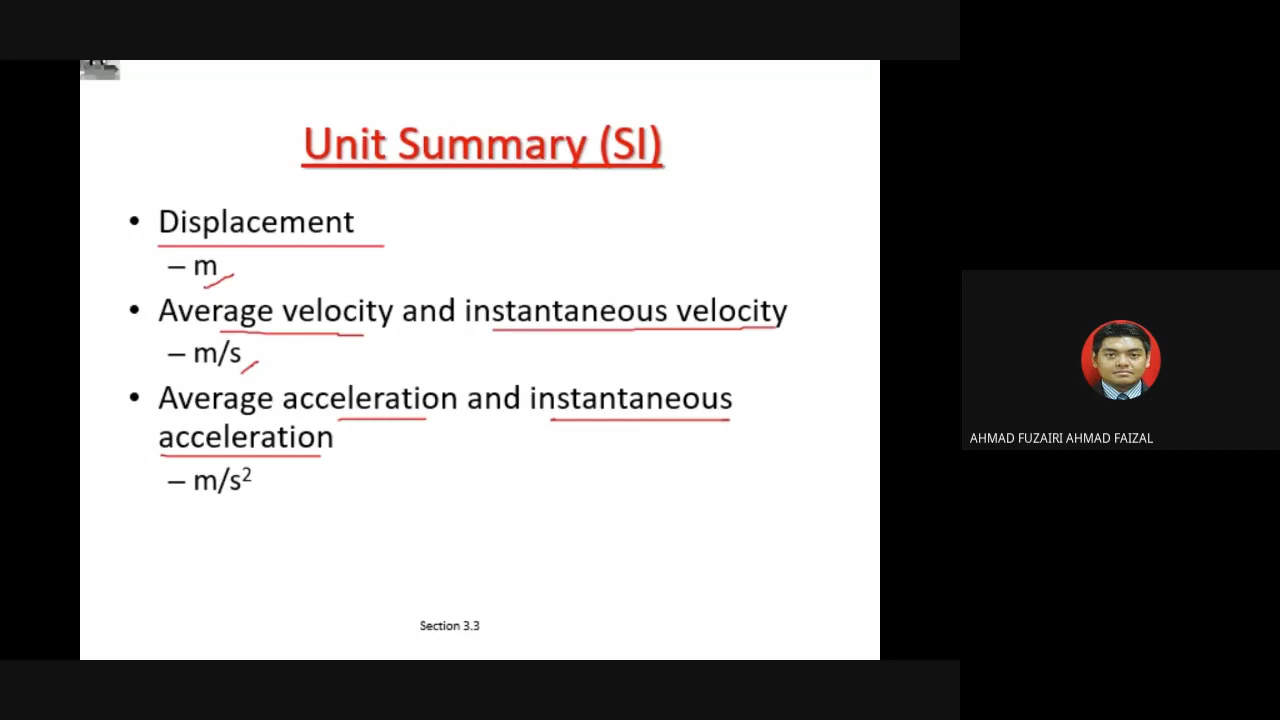 Unit Summary (SI)
• Displacement
– m
• Average velocity and instantaneous velocity
– m/s
• Average acceleration and instantaneous
acceleration
– m/s²
Section 3.3
AHMAD FUZAIRI AHMAD FAIZAL